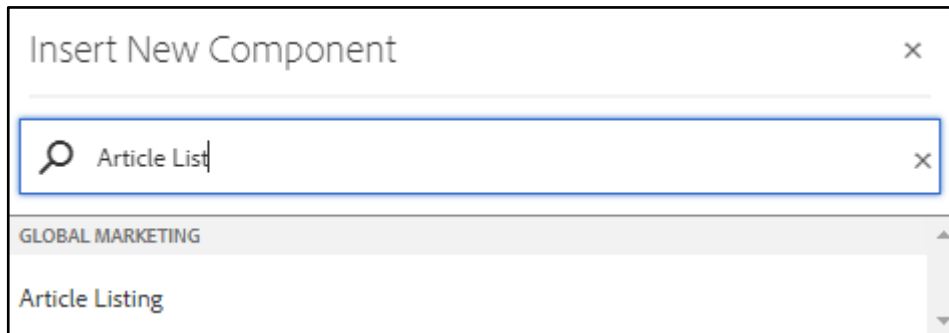 Insert New Component
Article List
GLOBAL MARKETING
Article Listing